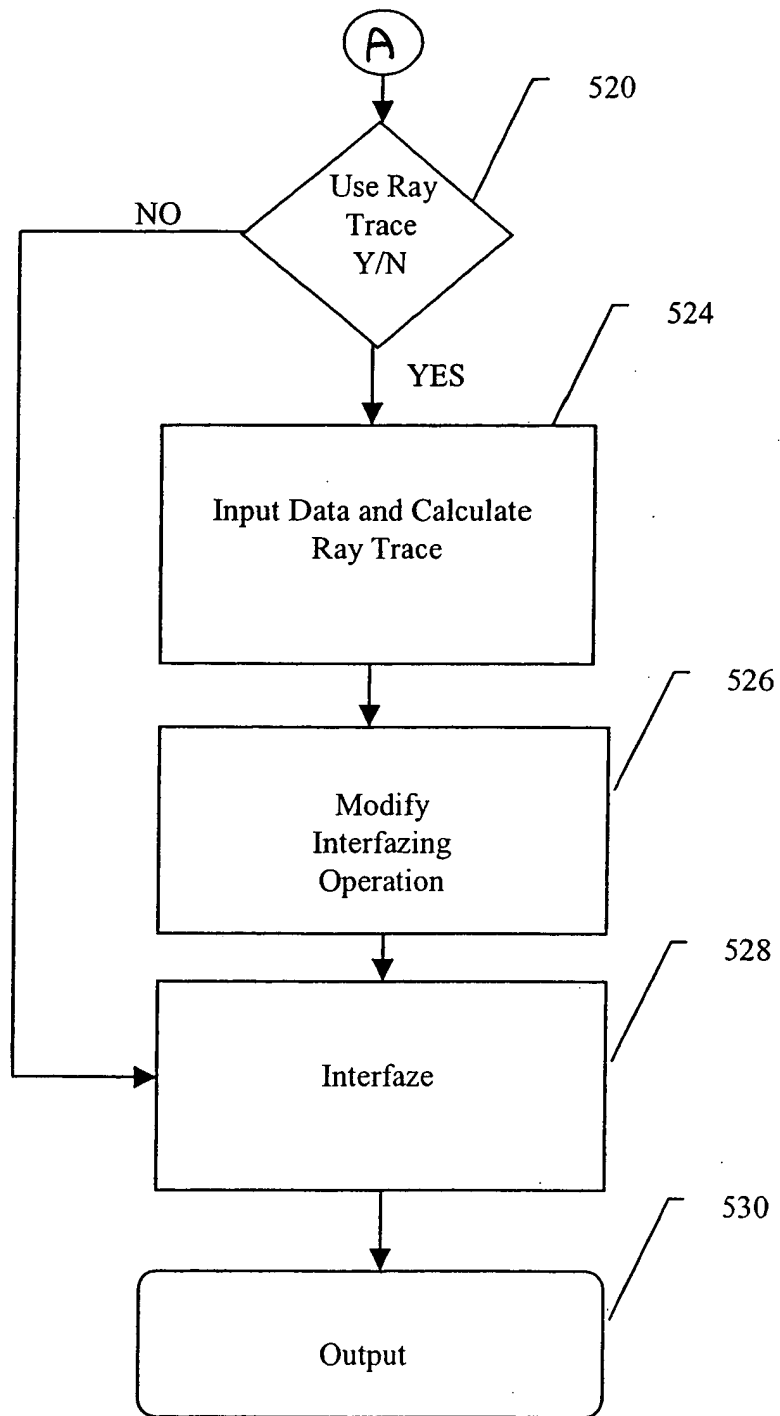 A
520
Use Ray
Trace
Y/N
NO
524
YES
Input Data and Calculate
Ray Trace
526
Modify
Interfazing
Operation
528
Interfaze
530
Output